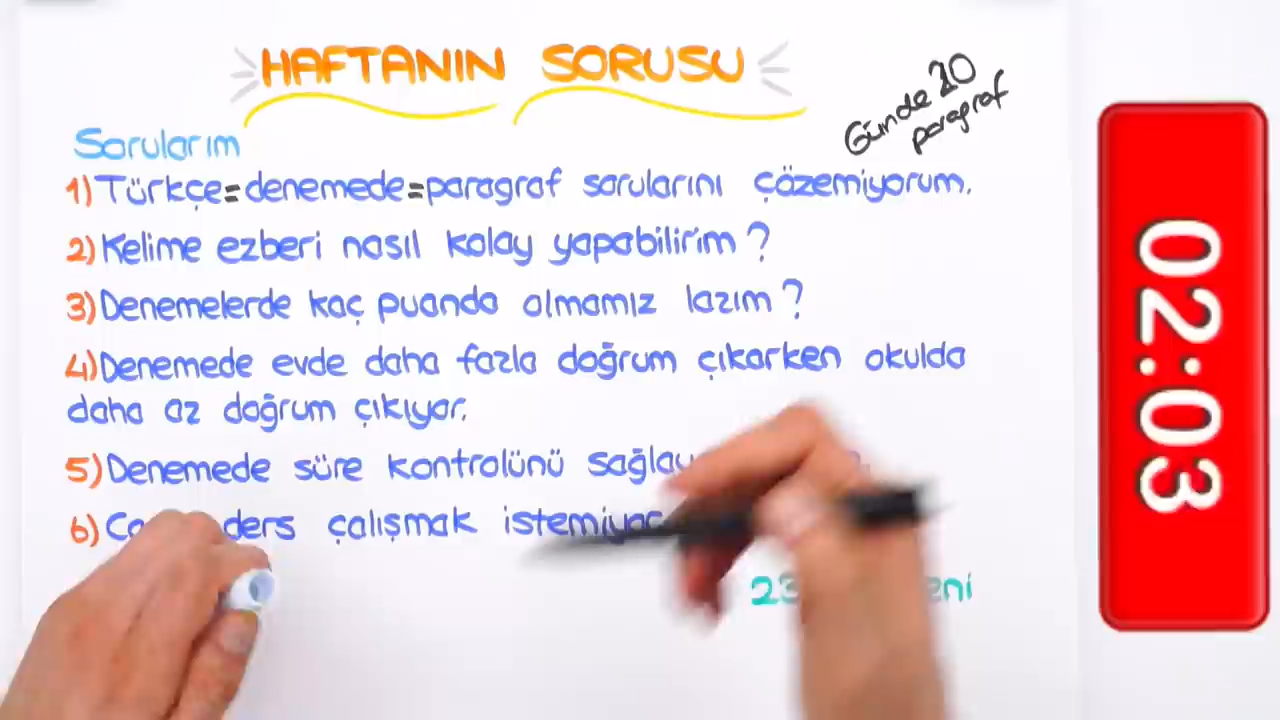 HAFTANIN SORUSU
Günde 20
paragraf
Sorularım
1) Türkçe=denemede=paragraf sorularını çözemiyorum.
2) Kelime ezberi nasıl kolay yapabilirim?
3) Denemelerde kaç puanda olmamız lazım?
4) Denemede evde daha fazla doğrum çıkarken okulda
daha az doğrum çıkıyor.
5) Denemede süre kontrolünü
6) ders çalışmak
02:03